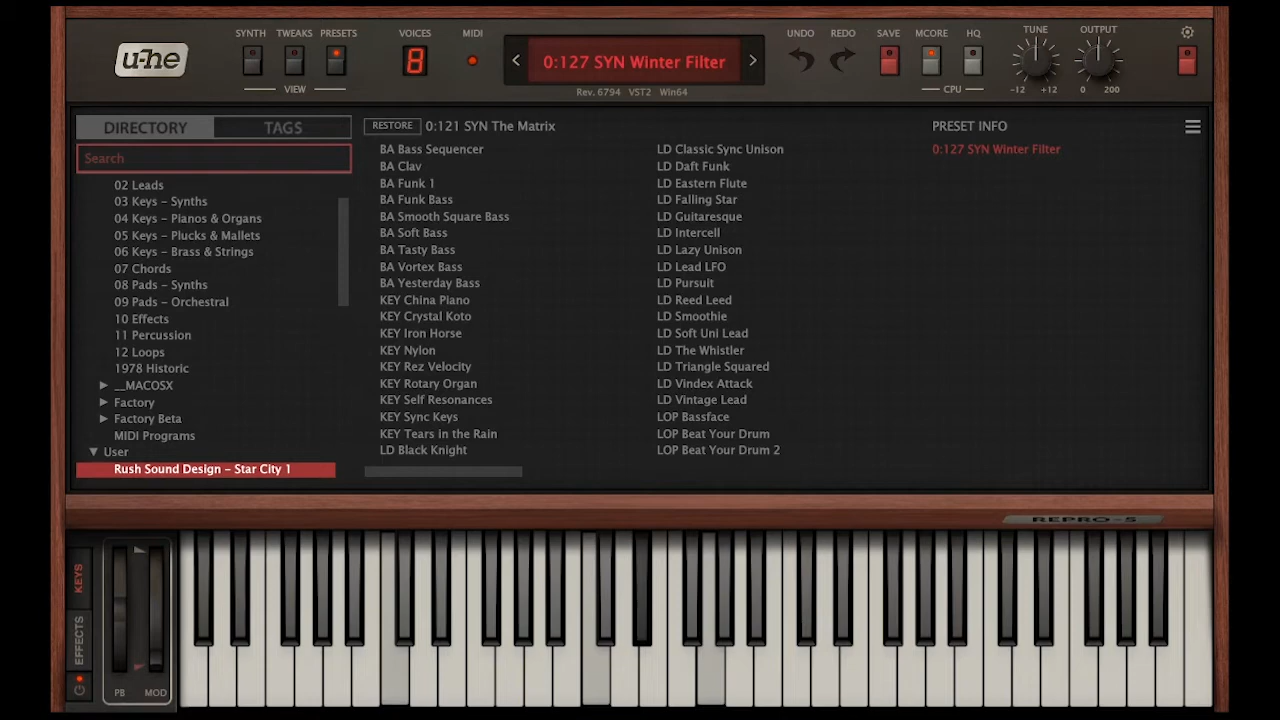 u-he
SYNTH TWEAKS PRESETS
VIEW
VOICES
8
MIDI
0:127 SYN Winter Filter
Rev. 6794 VST2 Win64
UNDO REDO SAVE MCORE HQ
CPU
TUNE
-12 +12
OUTPUT
0 200
DIRECTORY TAGS
Search
02 Leads
03 Keys - Synths
04 Keys - Pianos & Organs
05 Keys - Plucks & Mallets
06 Keys - Brass & Strings
07 Chords
08 Pads - Synths
09 Pads - Orchestral
10 Effects
11 Percussion
12 Loops
1978 Historic
__MACOSX
Factory
Factory Beta
MIDI Programs
User
Rush Sound Design - Star City 1
RESTORE 0:121 SYN The Matrix
BA Bass Sequencer
BA Clav
BA Funk 1
BA Funk Bass
BA Smooth Square Bass
BA Soft Bass
BA Tasty Bass
BA Vortex Bass
BA Yesterday Bass
KEY China Piano
KEY Crystal Koto
KEY Iron Horse
KEY Nylon
KEY Rez Velocity
KEY Rotary Organ
KEY Self Resonances
KEY Sync Keys
KEY Tears in the Rain
LD Black Knight
LD Classic Sync Unison
LD Daft Funk
LD Eastern Flute
LD Falling Star
LD Guitaresque
LD Intercell
LD Lazy Unison
LD Lead LFO
LD Pursuit
LD Reed Leed
LD Smoothie
LD Soft Uni Lead
LD The Whistler
LD Triangle Squared
LD Vindex Attack
LD Vintage Lead
LOP Bassface
LOP Beat Your Drum
LOP Beat Your Drum 2
PRESET INFO
0:127 SYN Winter Filter
REPRO-5
KEYS
EFFECTS
PB MOD